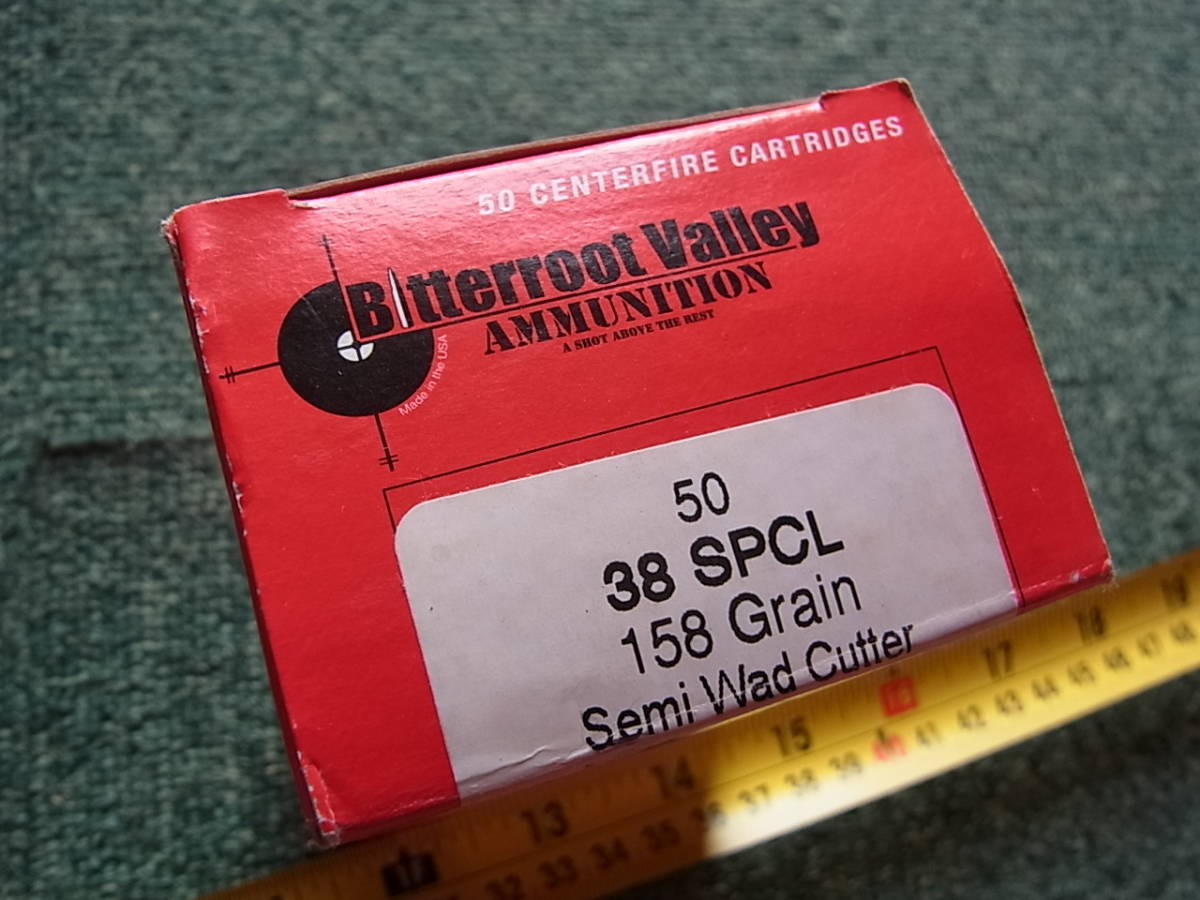 50 CENTERFIRE CARTRIDGES
Bitterroot Valley
AMMUNITION
A SHOT ABOVE THE REST
Made in the USA
50
38 SPCL
158 Grain
Semi Wad Cutter
13 14 15 16 17 18 19
32 33 34 35 36 37 38 39 40 41 42 43 44 45 46 47 48